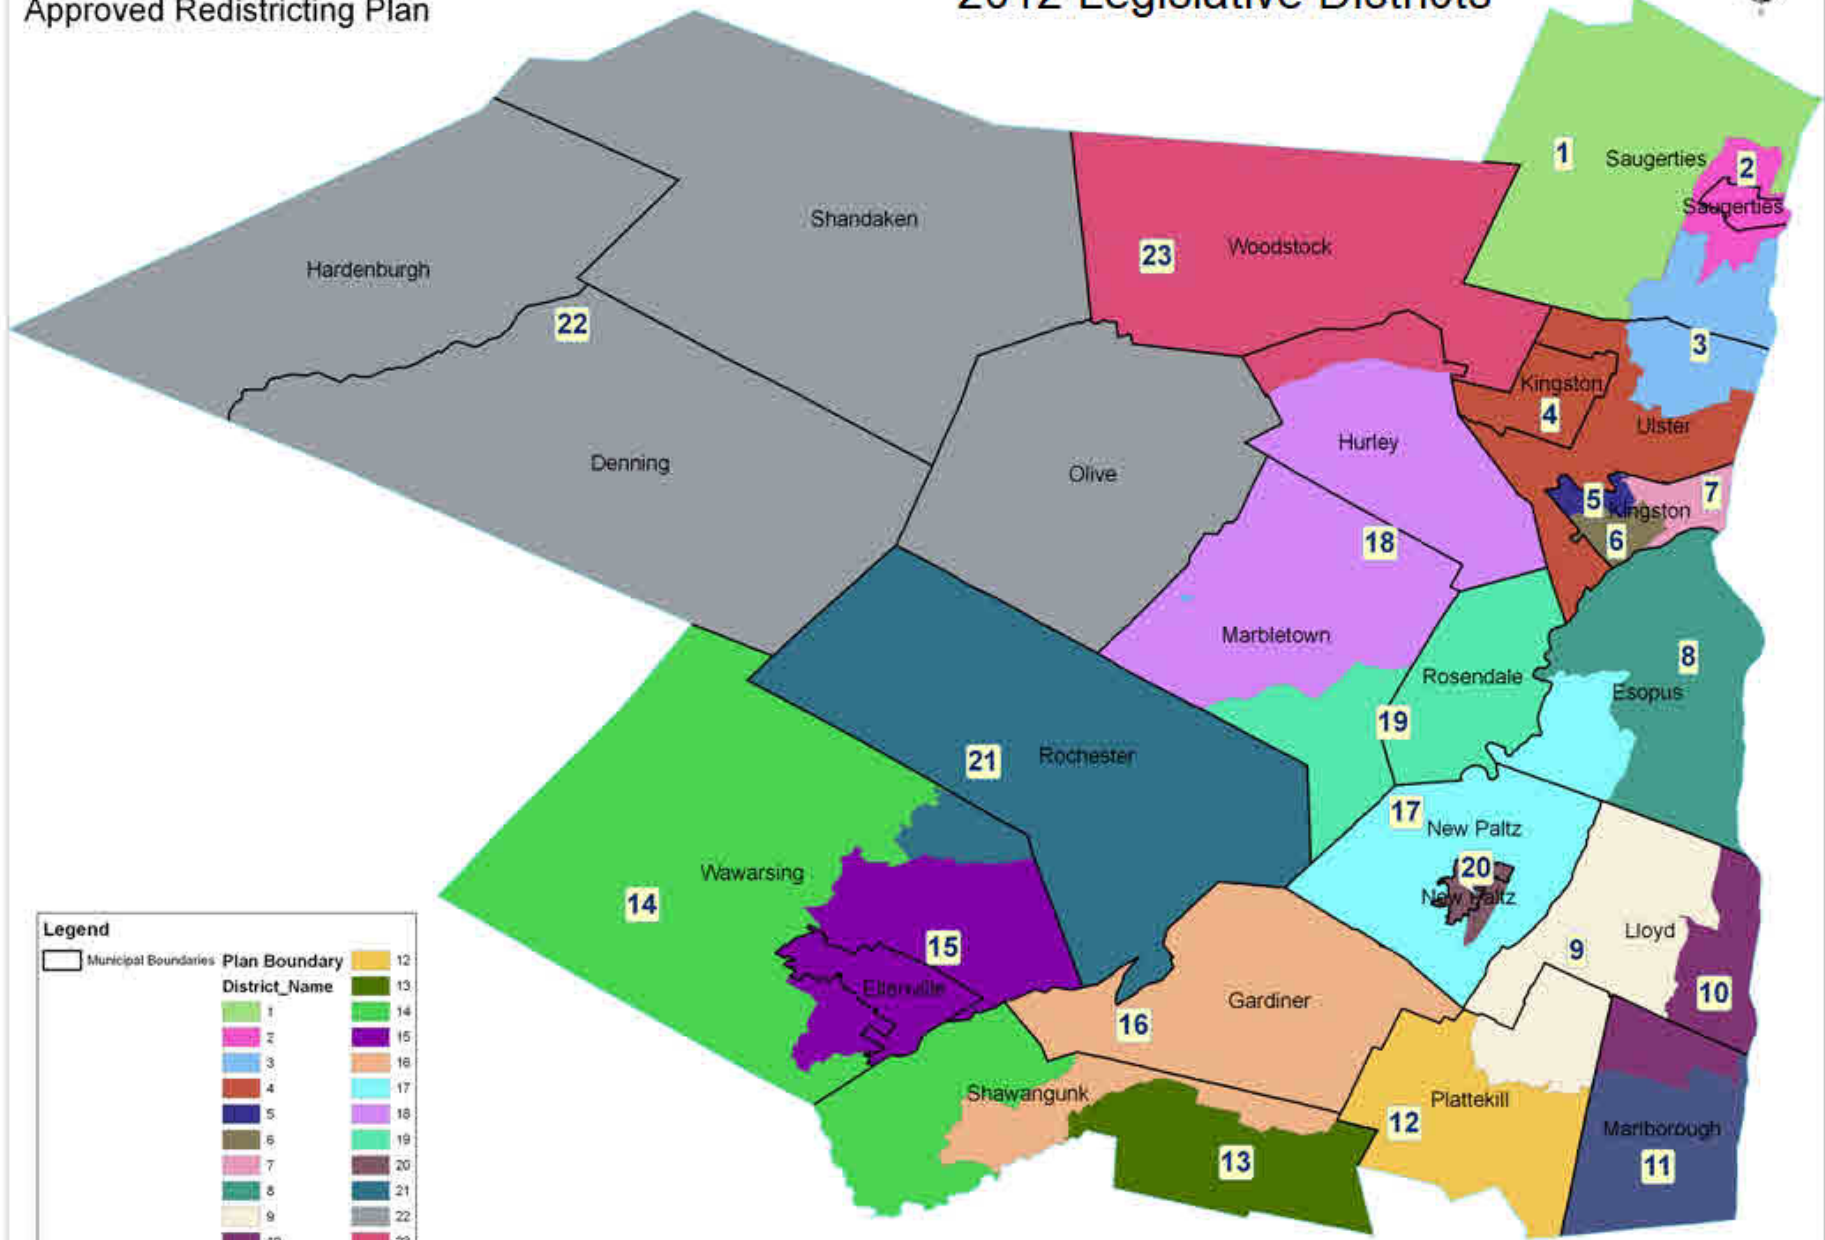 Approved Redistricting Plan
2012 Legislative Districts
1
Saugerties
2
Saugerties
Shandaken
23
Woodstock
Hardenburgh
22
3
Kingston
4
Ulster
Hurley
Denning
Olive
5
7
Kingston
6
18
Marbletown
8
Rosendale
Esopus
19
21
Rochester
17
New Paltz
20
New Paltz
Wawarsing
14
15
Ellenville
Lloyd
9
10
Gardiner
16
Shawangunk
Plattekill
12
Marlborough
13
11
Legend
Municipal Boundaries
Plan Boundary
District_Name
1
2
3
4
5
6
7
8
9
10
12
13
14
15
16
17
18
19
20
21
22
23